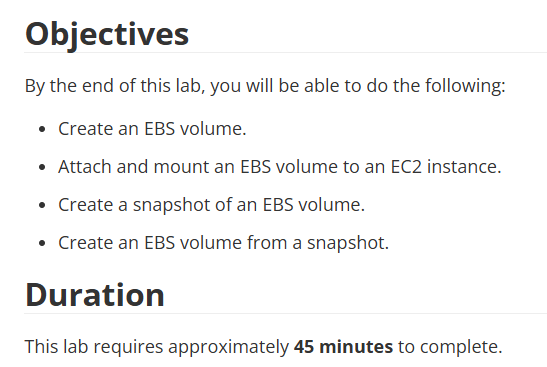 Objectives
By the end of this lab, you will be able to do the following:
• Create an EBS volume.
• Attach and mount an EBS volume to an EC2 instance.
• Create a snapshot of an EBS volume.
• Create an EBS volume from a snapshot.
Duration
This lab requires approximately 45 minutes to complete.